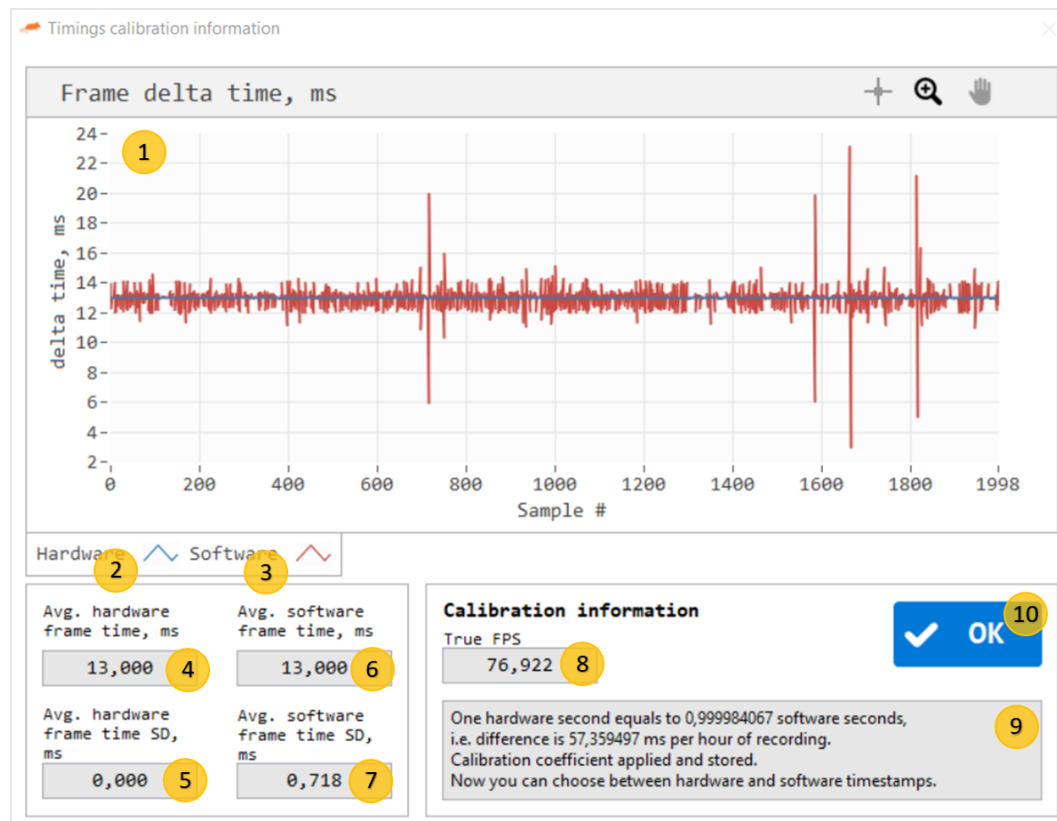 Timings calibration information
Frame delta time, ms
24
1
22
20
18
16
14
12
10
8
6
4
2
delta time, ms
0 200 400 600 800 1000 1200 1400 1600 1800 1998
Sample #
Hardware Software
2 3
Avg. hardware
frame time, ms
13,000 4
Avg. software
frame time, ms
13,000 6
Avg. hardware
frame time SD,
ms
0,000 5
Avg. software
frame time SD,
ms
0,718 7
Calibration information
True FPS
76,922 8
OK 10
One hardware second equals to 0,999984067 software seconds,
i.e. difference is 57,359497 ms per hour of recording.
Calibration coefficient applied and stored.
Now you can choose between hardware and software timestamps.
9